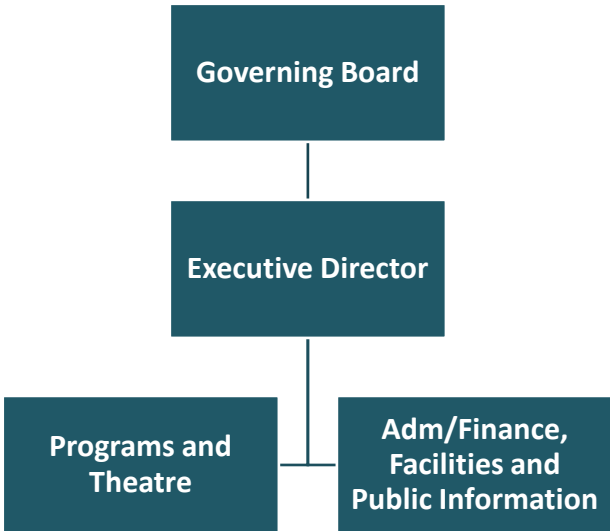 Governing Board
Executive Director
Programs and
Theatre
Adm/Finance,
Facilities and
Public Information